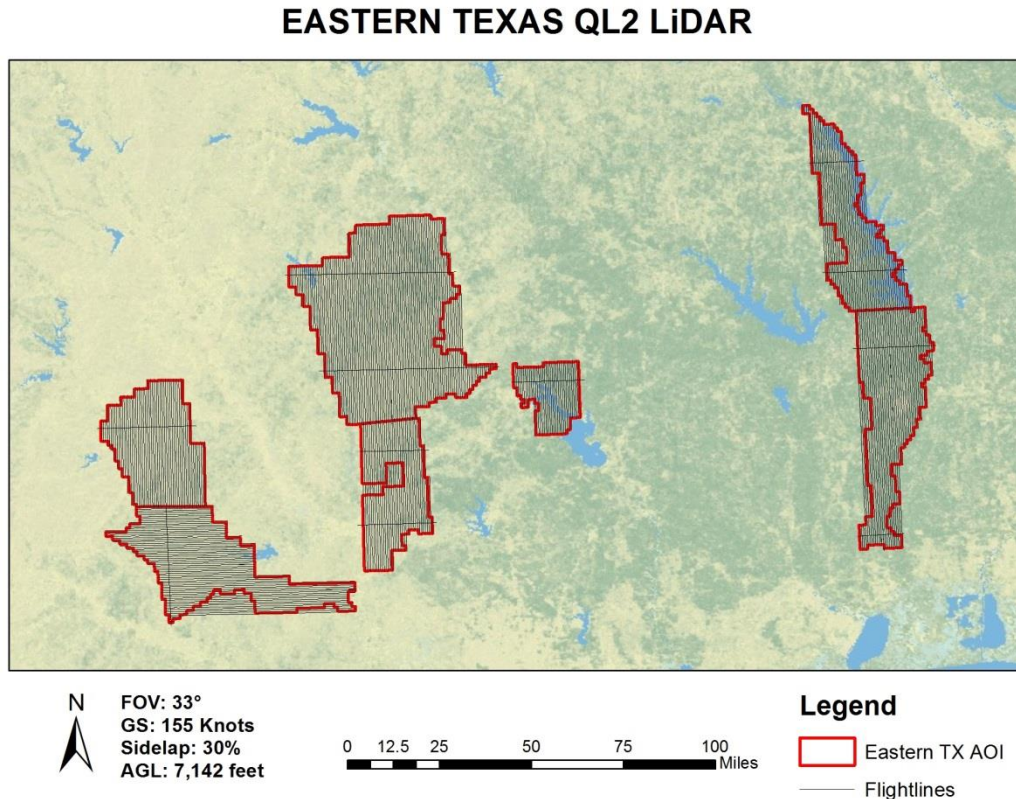 EASTERN TEXAS QL2 LiDAR
N
FOV: 33°
GS: 155 Knots
Sidelap: 30%
AGL: 7,142 feet
0 12.5 25 50 75 100
Miles
Legend
Eastern TX AOI
Flightlines